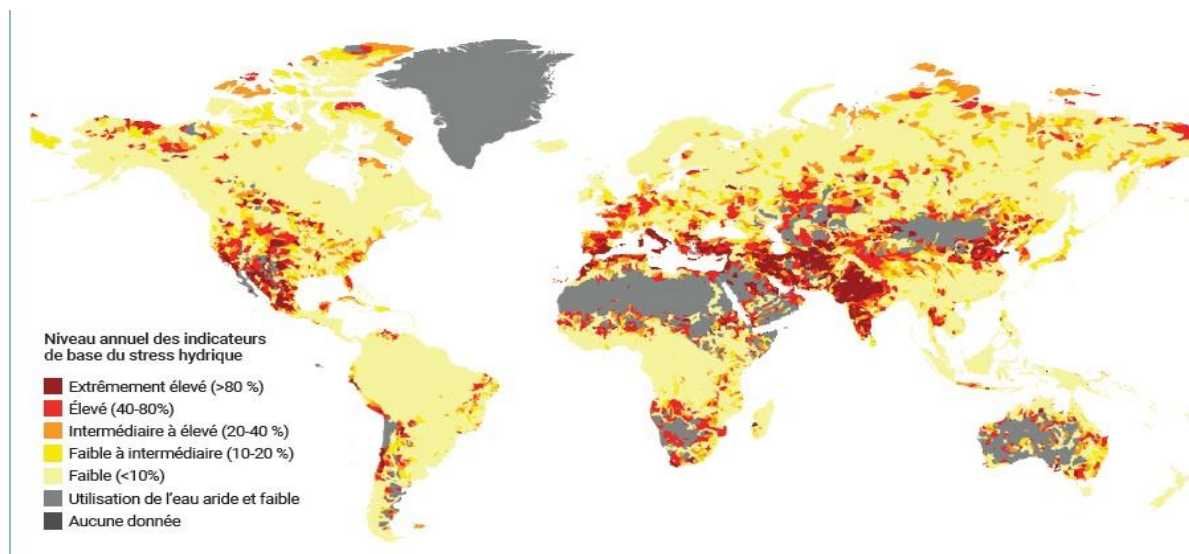 Niveau annuel des indicateurs
de base du stress hydrique
Extrêmement élevé (>80 %)
Élevé (40-80%)
Intermédiaire à élevé (20-40 %)
Faible à intermédiaire (10-20 %)
Faible (<10%)
Utilisation de l'eau aride et faible
Aucune donnée